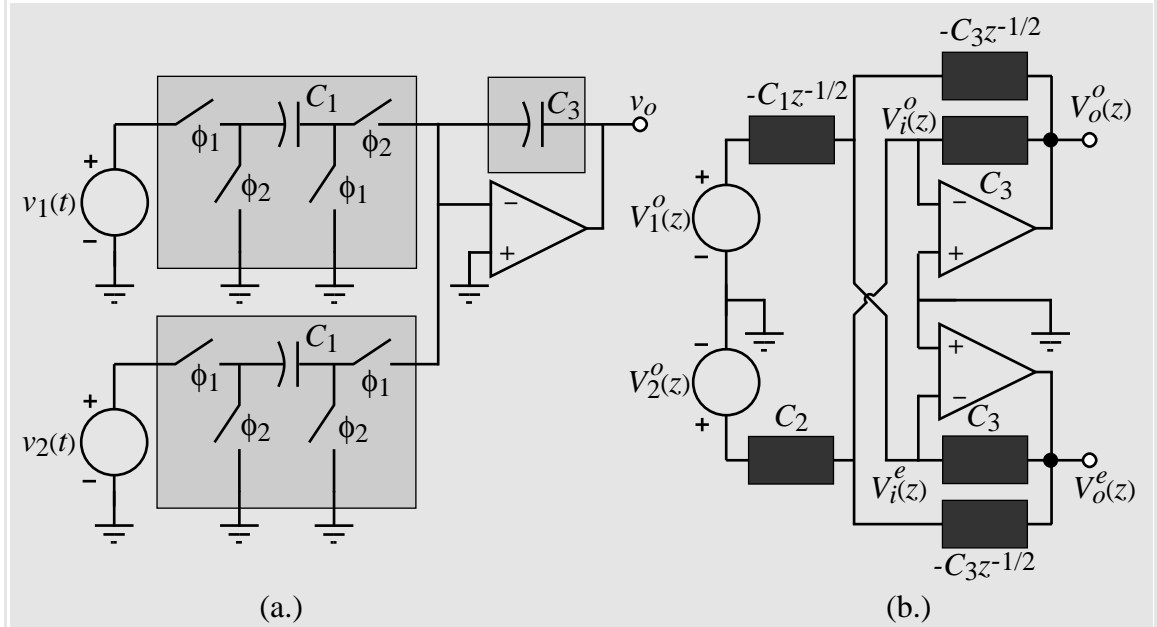 C1
ϕ1
ϕ2
ϕ2
ϕ1
v1(t)
+
−
C3
vo
−
+
C1
ϕ1
ϕ1
ϕ2
ϕ2
v2(t)
+
−
(a.)
-C3z-1/2
-C1z-1/2
Vio(z)
Voo(z)
C3
−
+
+
V1o(z)
−
−
V2o(z)
+
+
−
C2
C3
Vie(z)
Voe(z)
-C3z-1/2
(b.)